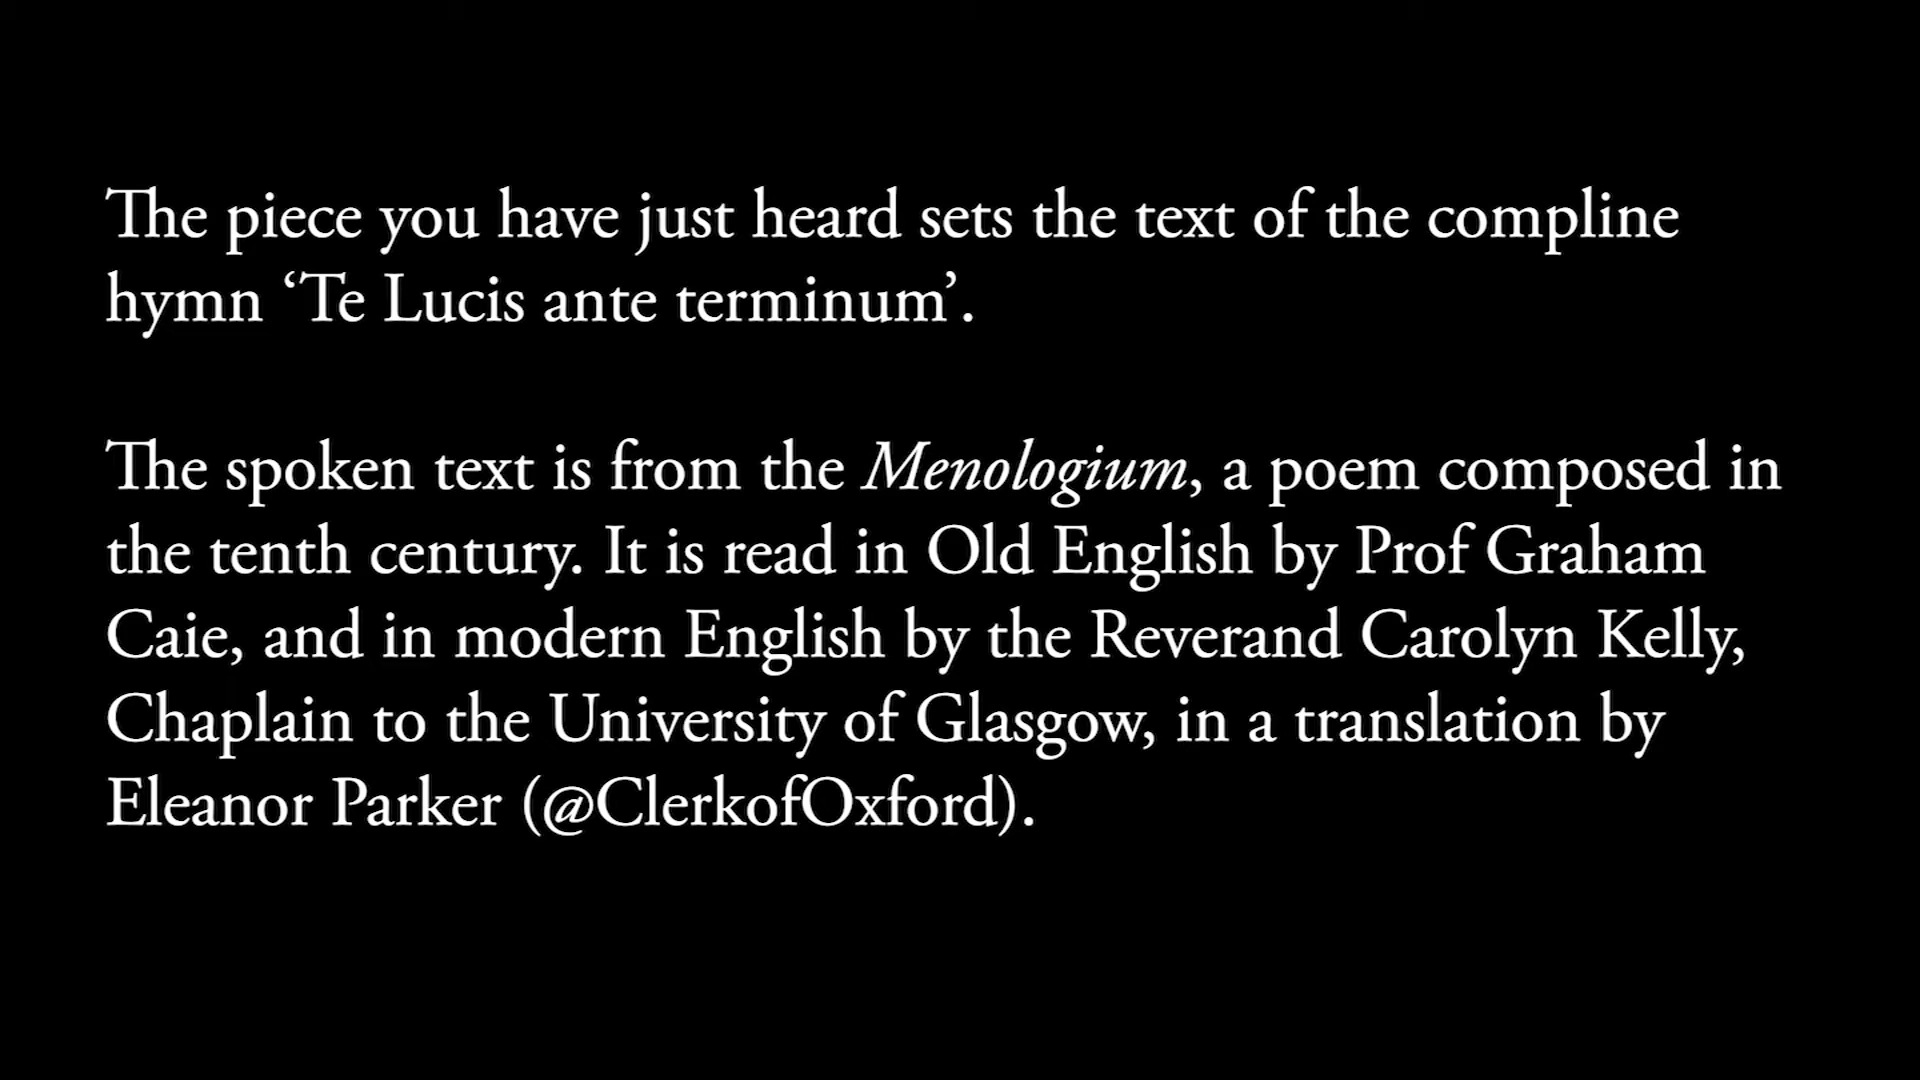 The piece you have just heard sets the text of the compline
hymn ‘Te Lucis ante terminum’.
The spoken text is from the Menologium, a poem composed in
the tenth century. It is read in Old English by Prof Graham
Caie, and in modern English by the Reverand Carolyn Kelly,
Chaplain to the University of Glasgow, in a translation by
Eleanor Parker (@ClerkofOxford).